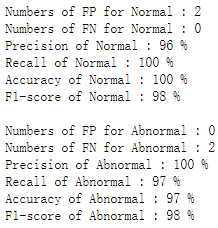 Numbers of FP for Normal : 2
Numbers of FN for Normal : 0
Precision of Normal : 96 %
Recall of Normal : 100 %
Accuracy of Normal : 100 %
F1-score of Normal : 98 %

Numbers of FP for Abnormal : 0
Numbers of FN for Abnormal : 2
Precision of Abnormal : 100 %
Recall of Abnormal : 97 %
Accuracy of Abnormal : 97 %
F1-score of Abnormal : 98 %